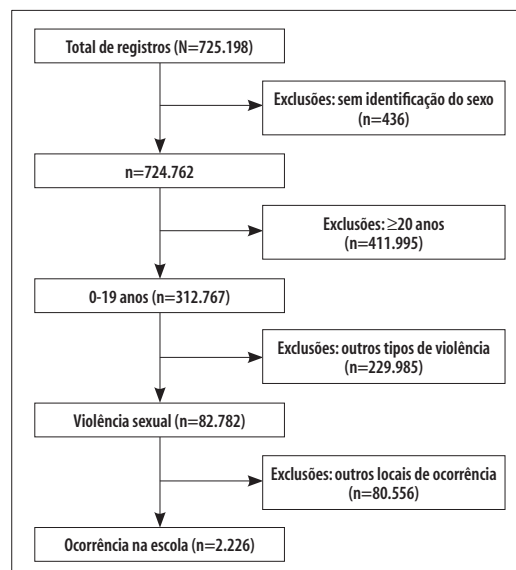 Total de registros (N=725.198)
Exclusões: sem identificação do sexo
(n=436)
n=724.762
Exclusões: ≥20 anos
(n=411.995)
0-19 anos (n=312.767)
Exclusões: outros tipos de violência
(n=229.985)
Violência sexual (n=82.782)
Exclusões: outros locais de ocorrência
(n=80.556)
Ocorrência na escola (n=2.226)